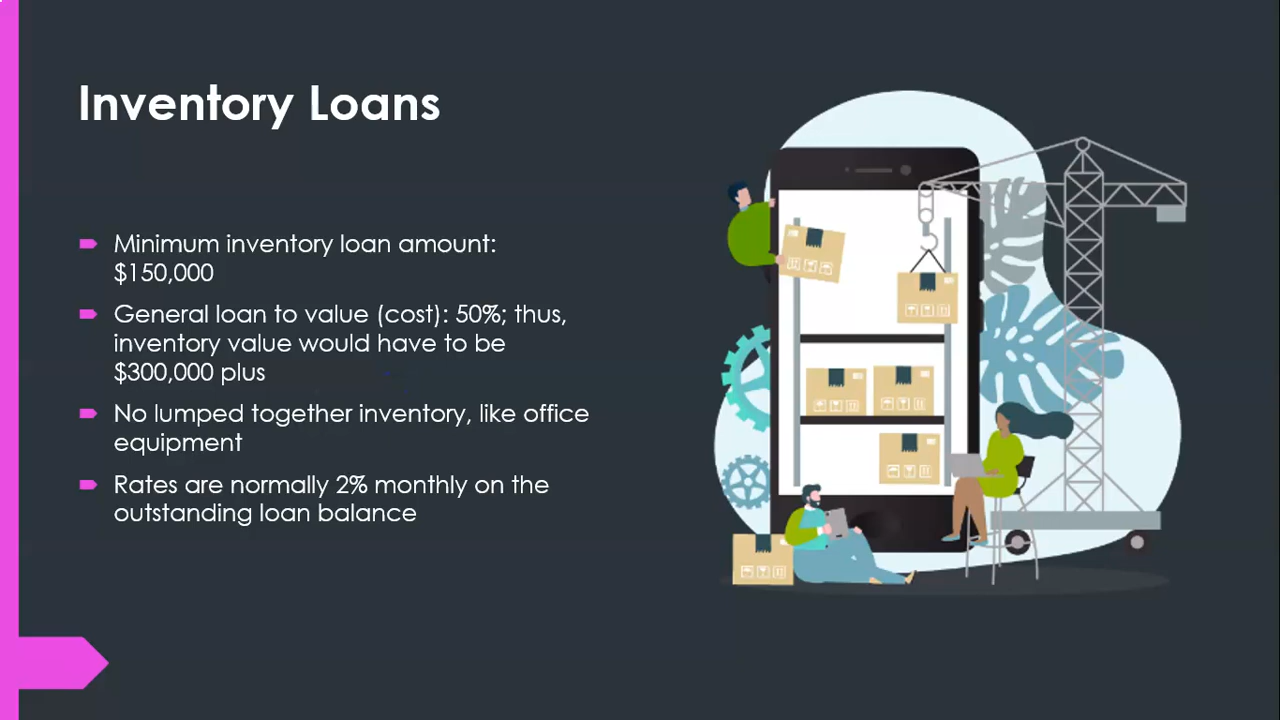 Inventory Loans
Minimum inventory loan amount:
$150,000
General loan to value (cost): 50%; thus,
inventory value would have to be
$300,000 plus
No lumped together inventory, like office
equipment
Rates are normally 2% monthly on the
outstanding loan balance